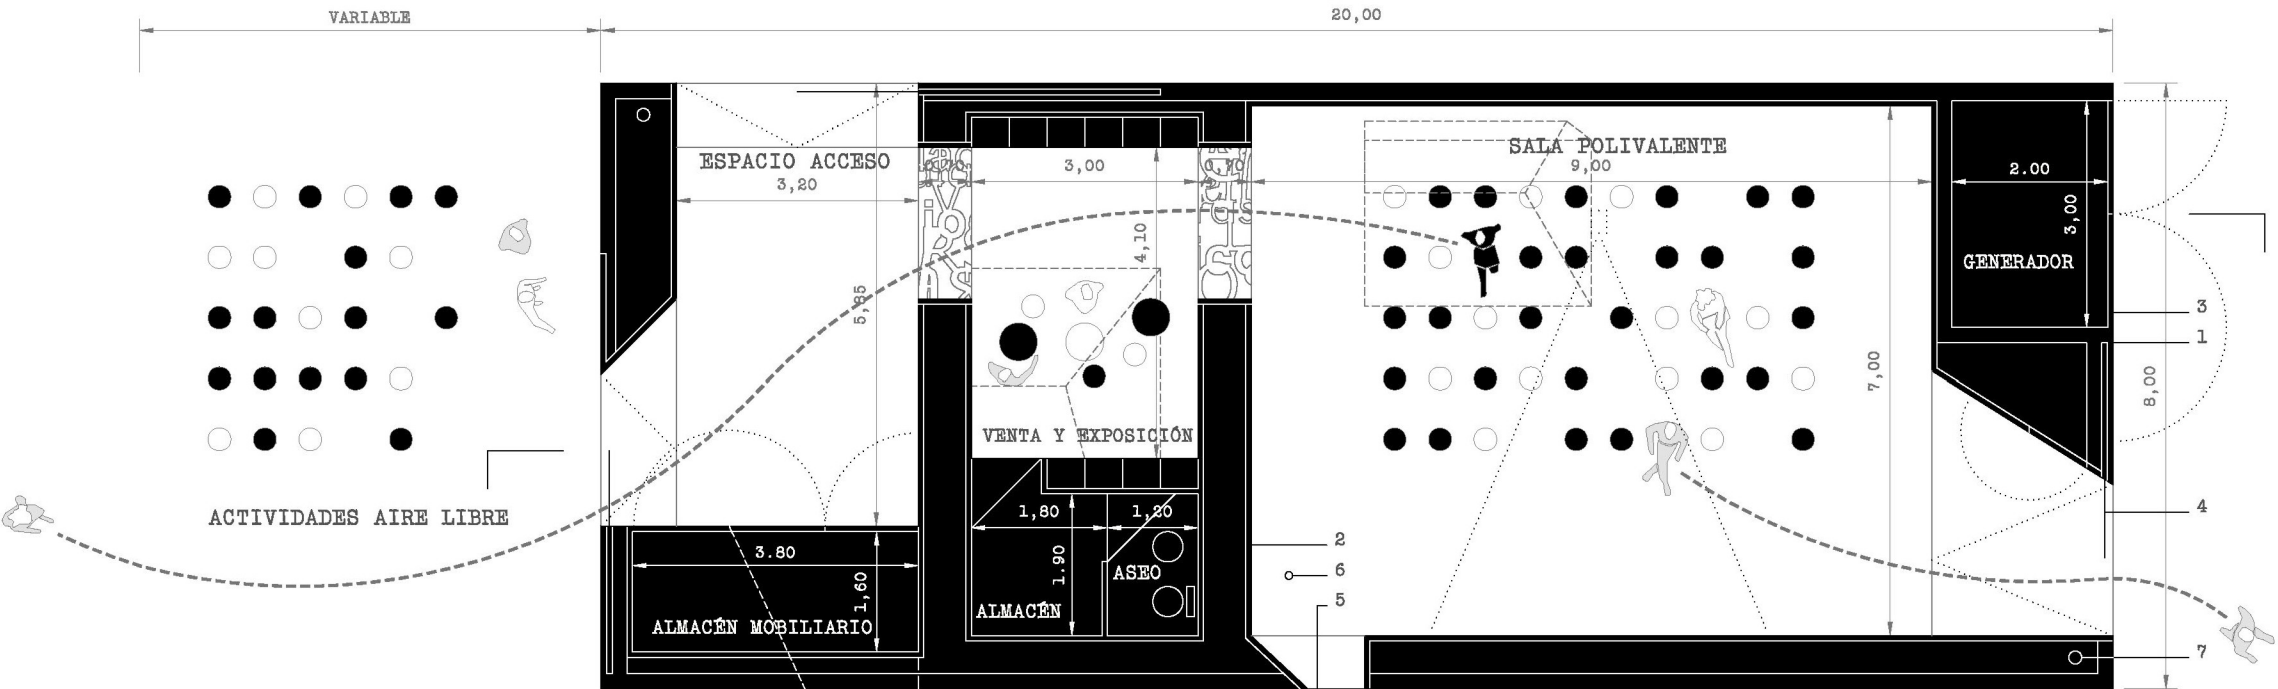 VARIABLE
20,00
ESPACIO ACCESO
3,20
3,00
SALA POLIVALENTE
9,00
2.00
3,00
GENERADOR
4,10
5,85
3
1
7,00
8,00
VENTA Y EXPOSICIÓN
ACTIVIDADES AIRE LIBRE
1,80
1,20
4
3.80
1,60
1.90
ASEO
2
6
5
ALMACÉN
ALMACÉN MOBILIARIO
7